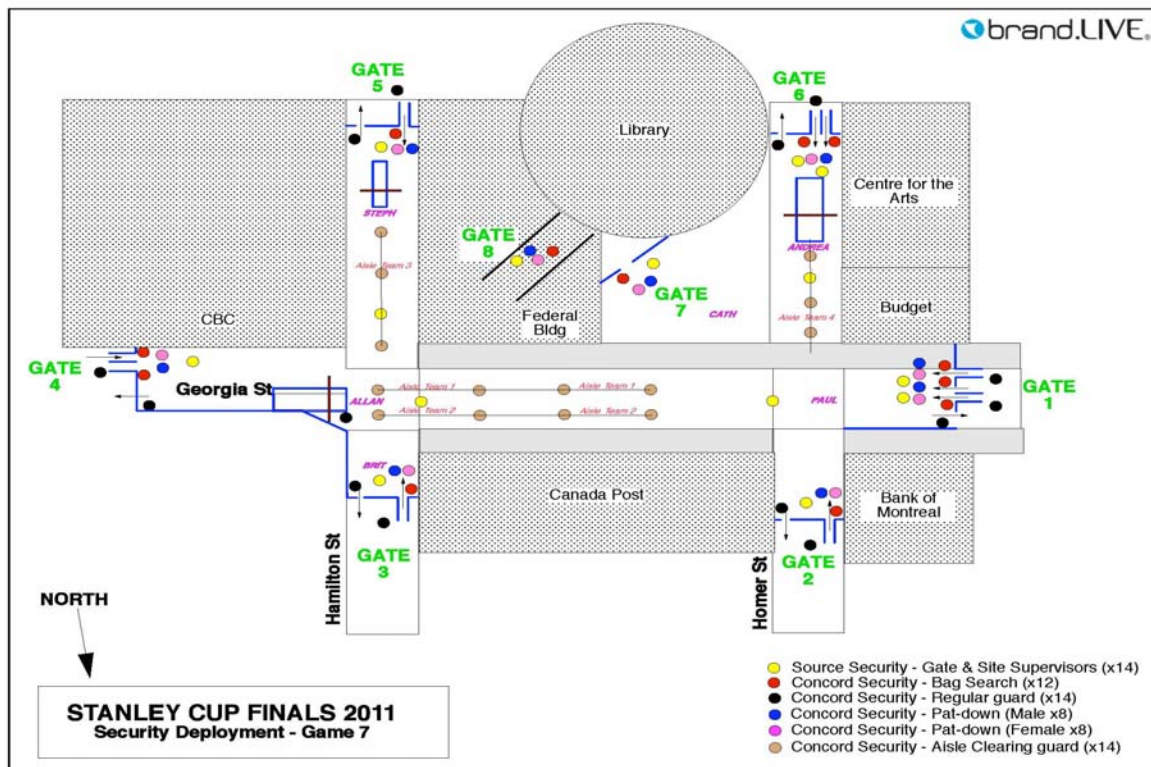 brand.LIVE®
GATE
5
GATE
6
Library
Centre for the
Arts
STEPH
GATE
8
ANDREA
Aisle Team 3
GATE
7
Budget
CBC
Federal
Bldg
CATH
Aisle Team 4
GATE
4
Georgia St
Aisle Team 1
Aisle Team 1
ALLAN
PAUL
GATE
1
Aisle Team 2
Aisle Team 2
BRIT
Canada Post
Bank of
Montreal
Hamilton St
GATE
3
Homer St
GATE
2
NORTH
STANLEY CUP FINALS 2011
Security Deployment - Game 7
Source Security - Gate & Site Supervisors (x14)
Concord Security - Bag Search (x12)
Concord Security - Regular guard (x14)
Concord Security - Pat-down (Male x8)
Concord Security - Pat-down (Female x8)
Concord Security - Aisle Clearing guard (x14)